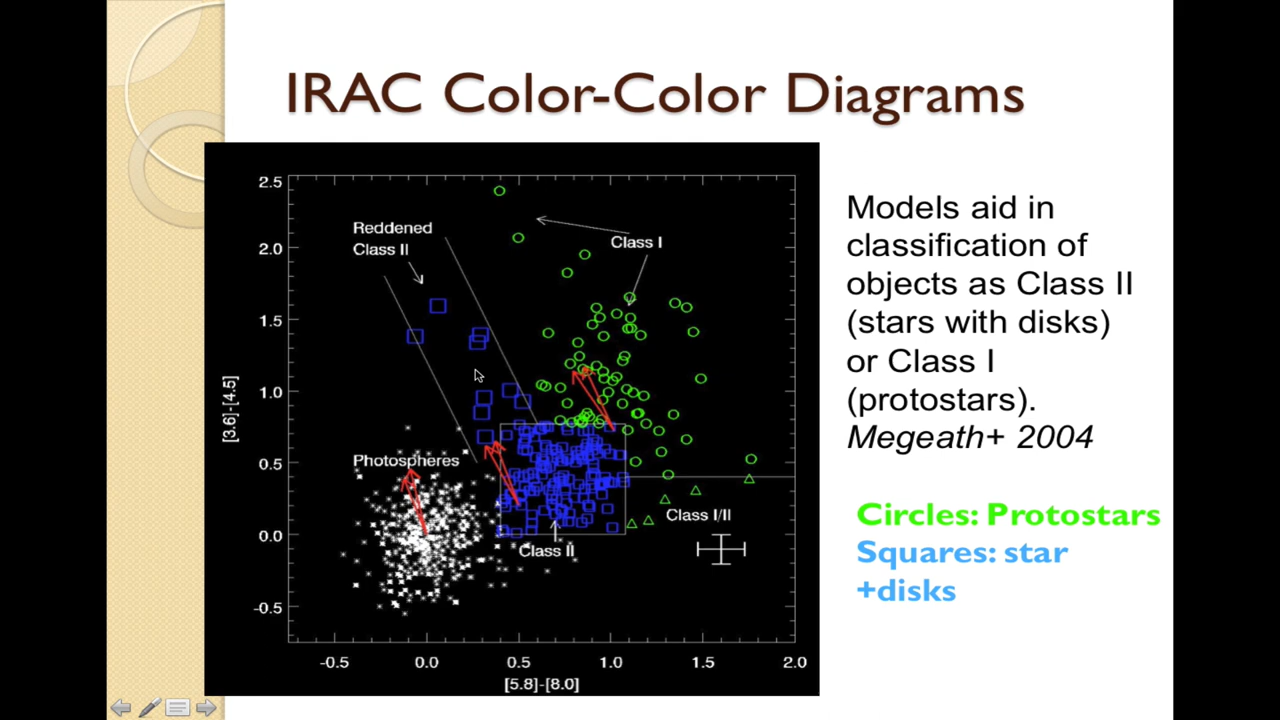 IRAC Color-Color Diagrams
2.5
2.0
1.5
1.0
0.5
0.0
-0.5
[3.6]-[4.5]
Reddened
Class II
Class I
Photospheres
Class I/II
Class II
-0.5
0.0
0.5
1.0
1.5
2.0
[5.8]-[8.0]
Models aid in
classification of
objects as Class II
(stars with disks)
or Class I
(protostars).
Megeath+ 2004
Circles: Protostars
Squares: star
+disks